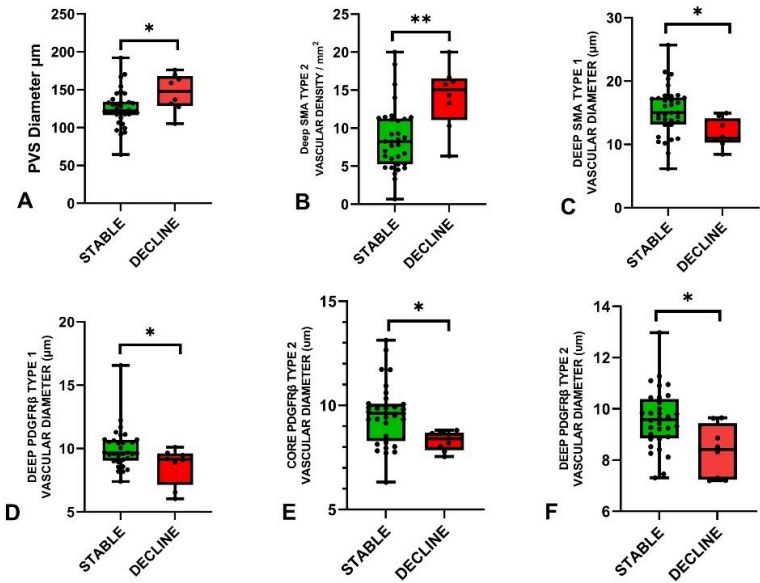 PVS Diameter µm
250
200
150
100
50
0
*
STABLE
DECLINE
A
Deep SMA TYPE 2
VASCULAR DENSITY / mm²
25
20
15
10
5
0
**
STABLE
DECLINE
B
DEEP SMA TYPE 1
VASCULAR DIAMETER (µm)
30
20
10
0
*
STABLE
DECLINE
C
DEEP PDGFRβ TYPE 1
VASCULAR DIAMETER (µm)
20
15
10
5
*
STABLE
DECLINE
D
CORE PDGFRβ TYPE 2
VASCULAR DIAMETER (um)
15
10
5
*
STABLE
DECLINE
E
DEEP PDGFRβ TYPE 2
VASCULAR DIAMETER (um)
14
12
10
8
6
*
STABLE
DECLINE
F